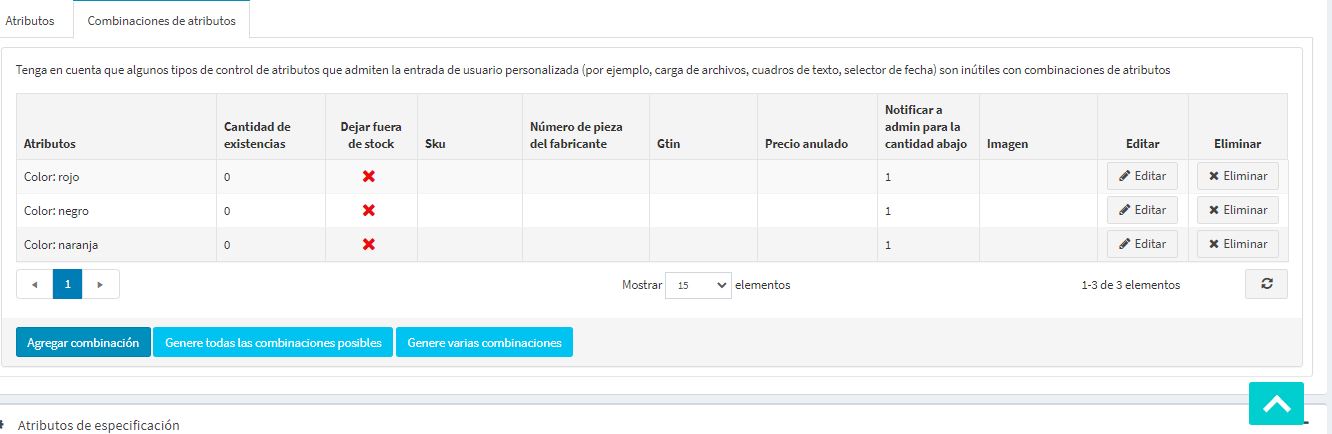 Atributos
Combinaciones de atributos
Tenga en cuenta que algunos tipos de control de atributos que admiten la entrada de usuario personalizada (por ejemplo, carga de archivos, cuadros de texto, selector de fecha) son inútiles con combinaciones de atributos
Atributos Cantidad de existencias Dejar fuera de stock Sku Número de pieza del fabricante Gtin Precio anulado Notificar a admin para la cantidad abajo Imagen Editar Eliminar
Color: rojo 0 1 Editar Eliminar
Color: negro 0 1 Editar Eliminar
Color: naranja 0 1 Editar Eliminar
1 Mostrar 15 elementos 1-3 de 3 elementos
Agregar combinación Genere todas las combinaciones posibles Genere varias combinaciones
Atributos de especificación